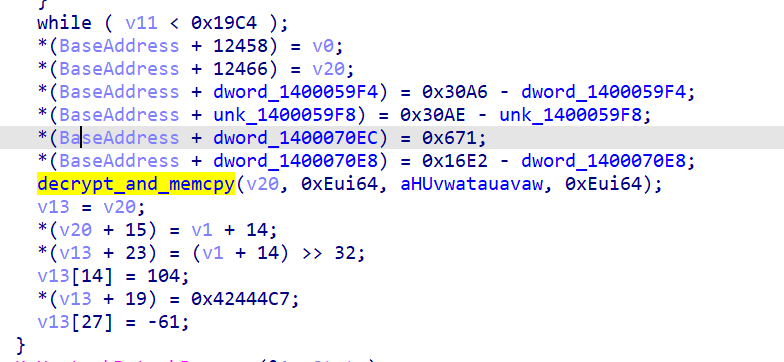 while ( v11 < 0x19C4 );
*(BaseAddress + 12458) = v0;
*(BaseAddress + 12466) = v20;
*(BaseAddress + dword_1400059F4) = 0x30A6 - dword_1400059F4;
*(BaseAddress + unk_1400059F8) = 0x30AE - unk_1400059F8;
*(BaseAddress + dword_1400070EC) = 0x671;
*(BaseAddress + dword_1400070E8) = 0x16E2 - dword_1400070E8;
decrypt_and_memcpy(v20, 0xEui64, aHUvwatauavaw, 0xEui64);
v13 = v20;
*(v20 + 15) = v1 + 14;
*(v13 + 23) = (v1 + 14) >> 32;
v13[14] = 104;
*(v13 + 19) = 0x42444C7;
v13[27] = -61;
}